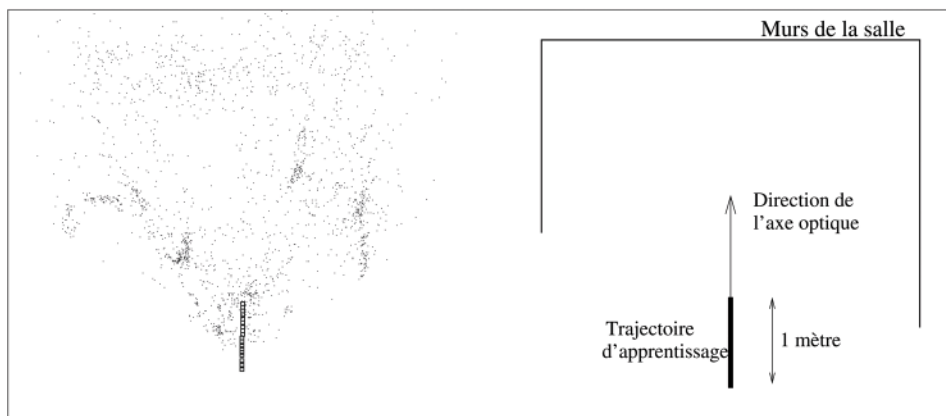 Murs de la salle
Direction de
l'axe optique
Trajectoire
d'apprentissage
1 mètre